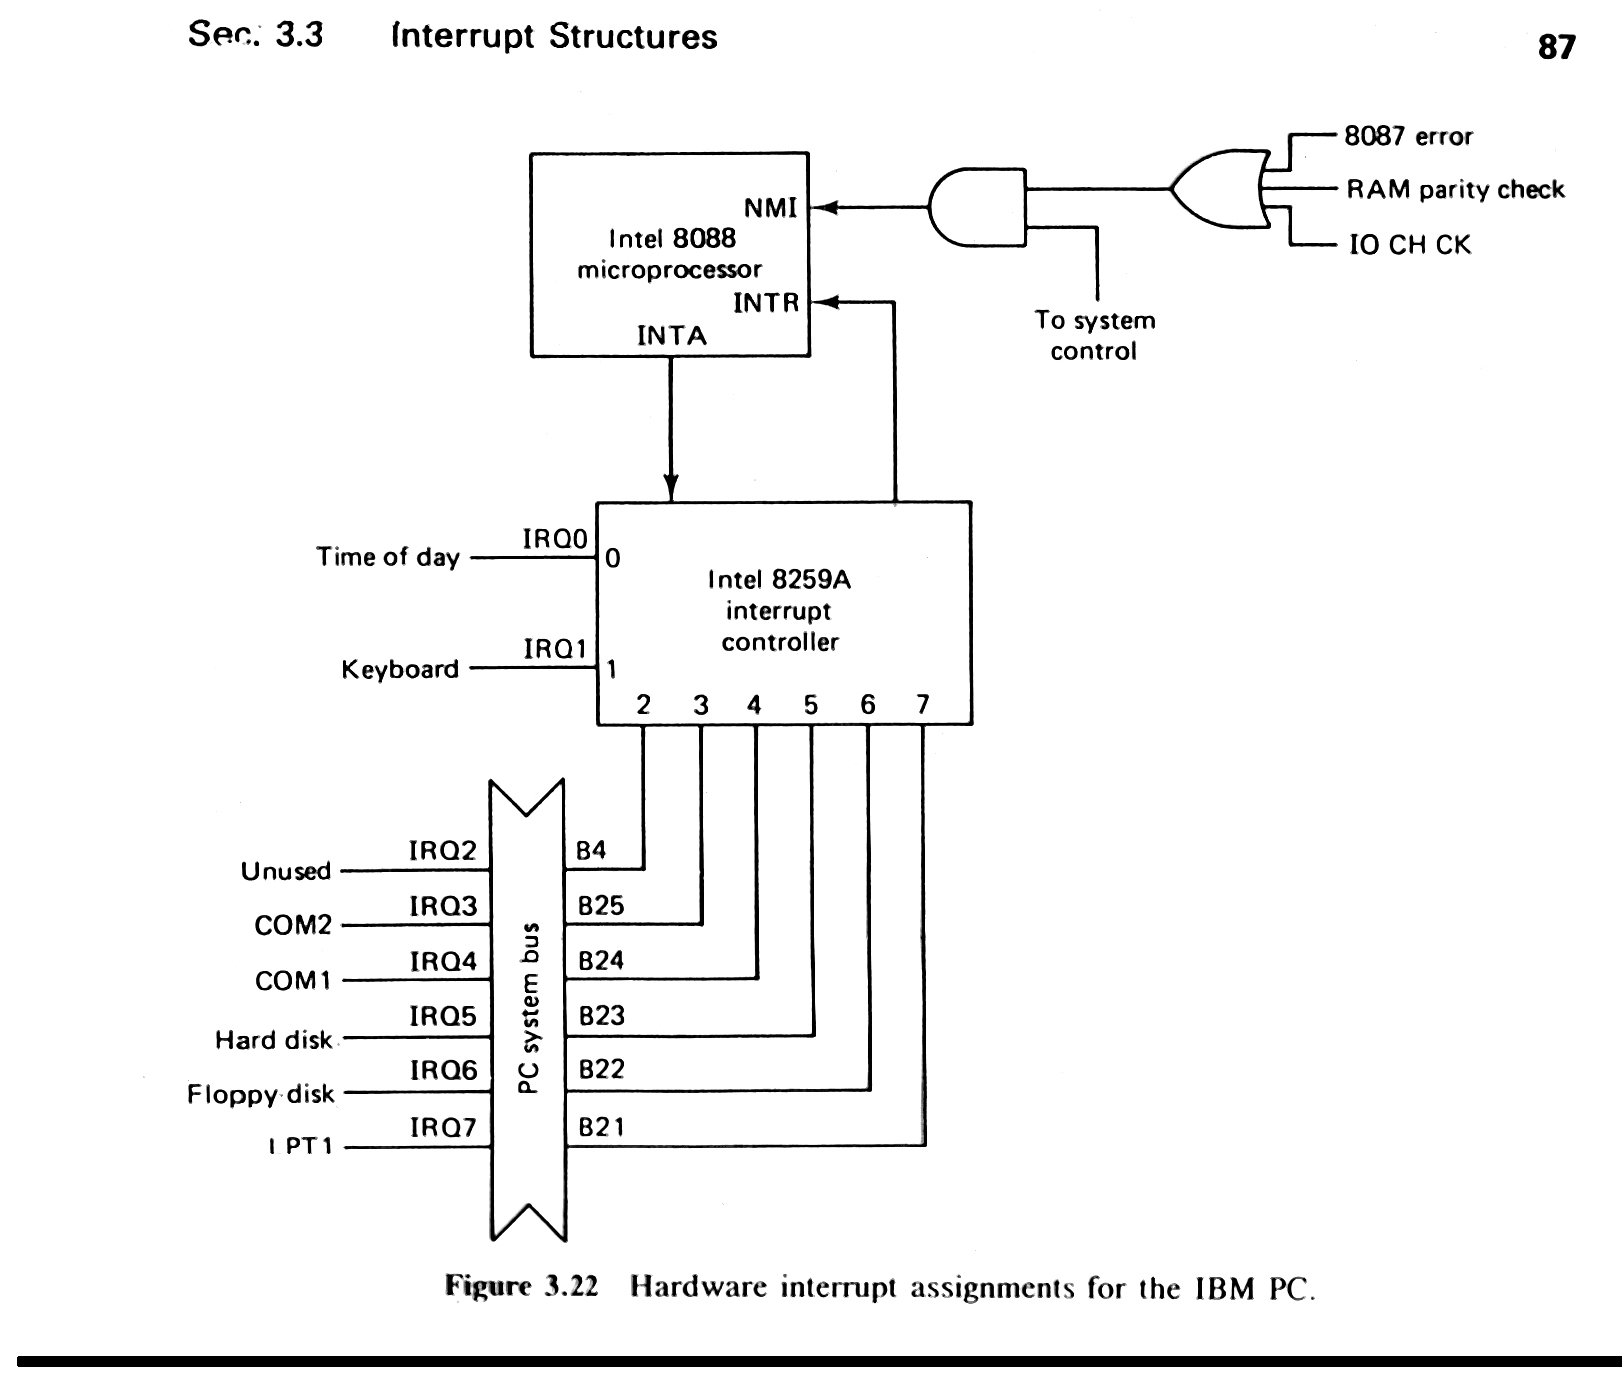 Sec. 3.3 Interrupt Structures 87
8087 error
RAM parity check
IO CH CK
NMI
Intel 8088
microprocessor
INTR
INTA
To system
control
IRQ0
Time of day
0
Intel 8259A
interrupt
controller
IRQ1
Keyboard
1
2 3 4 5 6 7
IRQ2 B4
Unused
IRQ3 B25
COM2
IRQ4 B24
COM1
IRQ5 B23
Hard disk
IRQ6 B22
Floppy disk
IRQ7 B21
LPT1
PC system bus
Figure 3.22 Hardware interrupt assignments for the IBM PC.